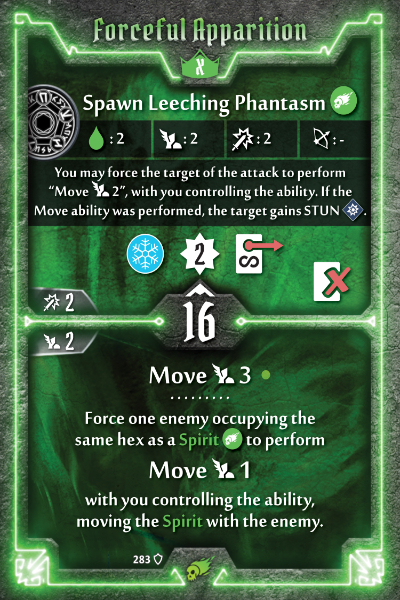 Forceful Apparition
X
Spawn Leeching Phantasm
: 2 : 2 : 2 : -
You may force the target of the attack to perform
“Move 2”, with you controlling the ability. If the
Move ability was performed, the target gains STUN .
2
S
X
2
16
2
Move 3
Force one enemy occupying the
same hex as a Spirit to perform
Move 1
with you controlling the ability,
moving the Spirit with the enemy.
283